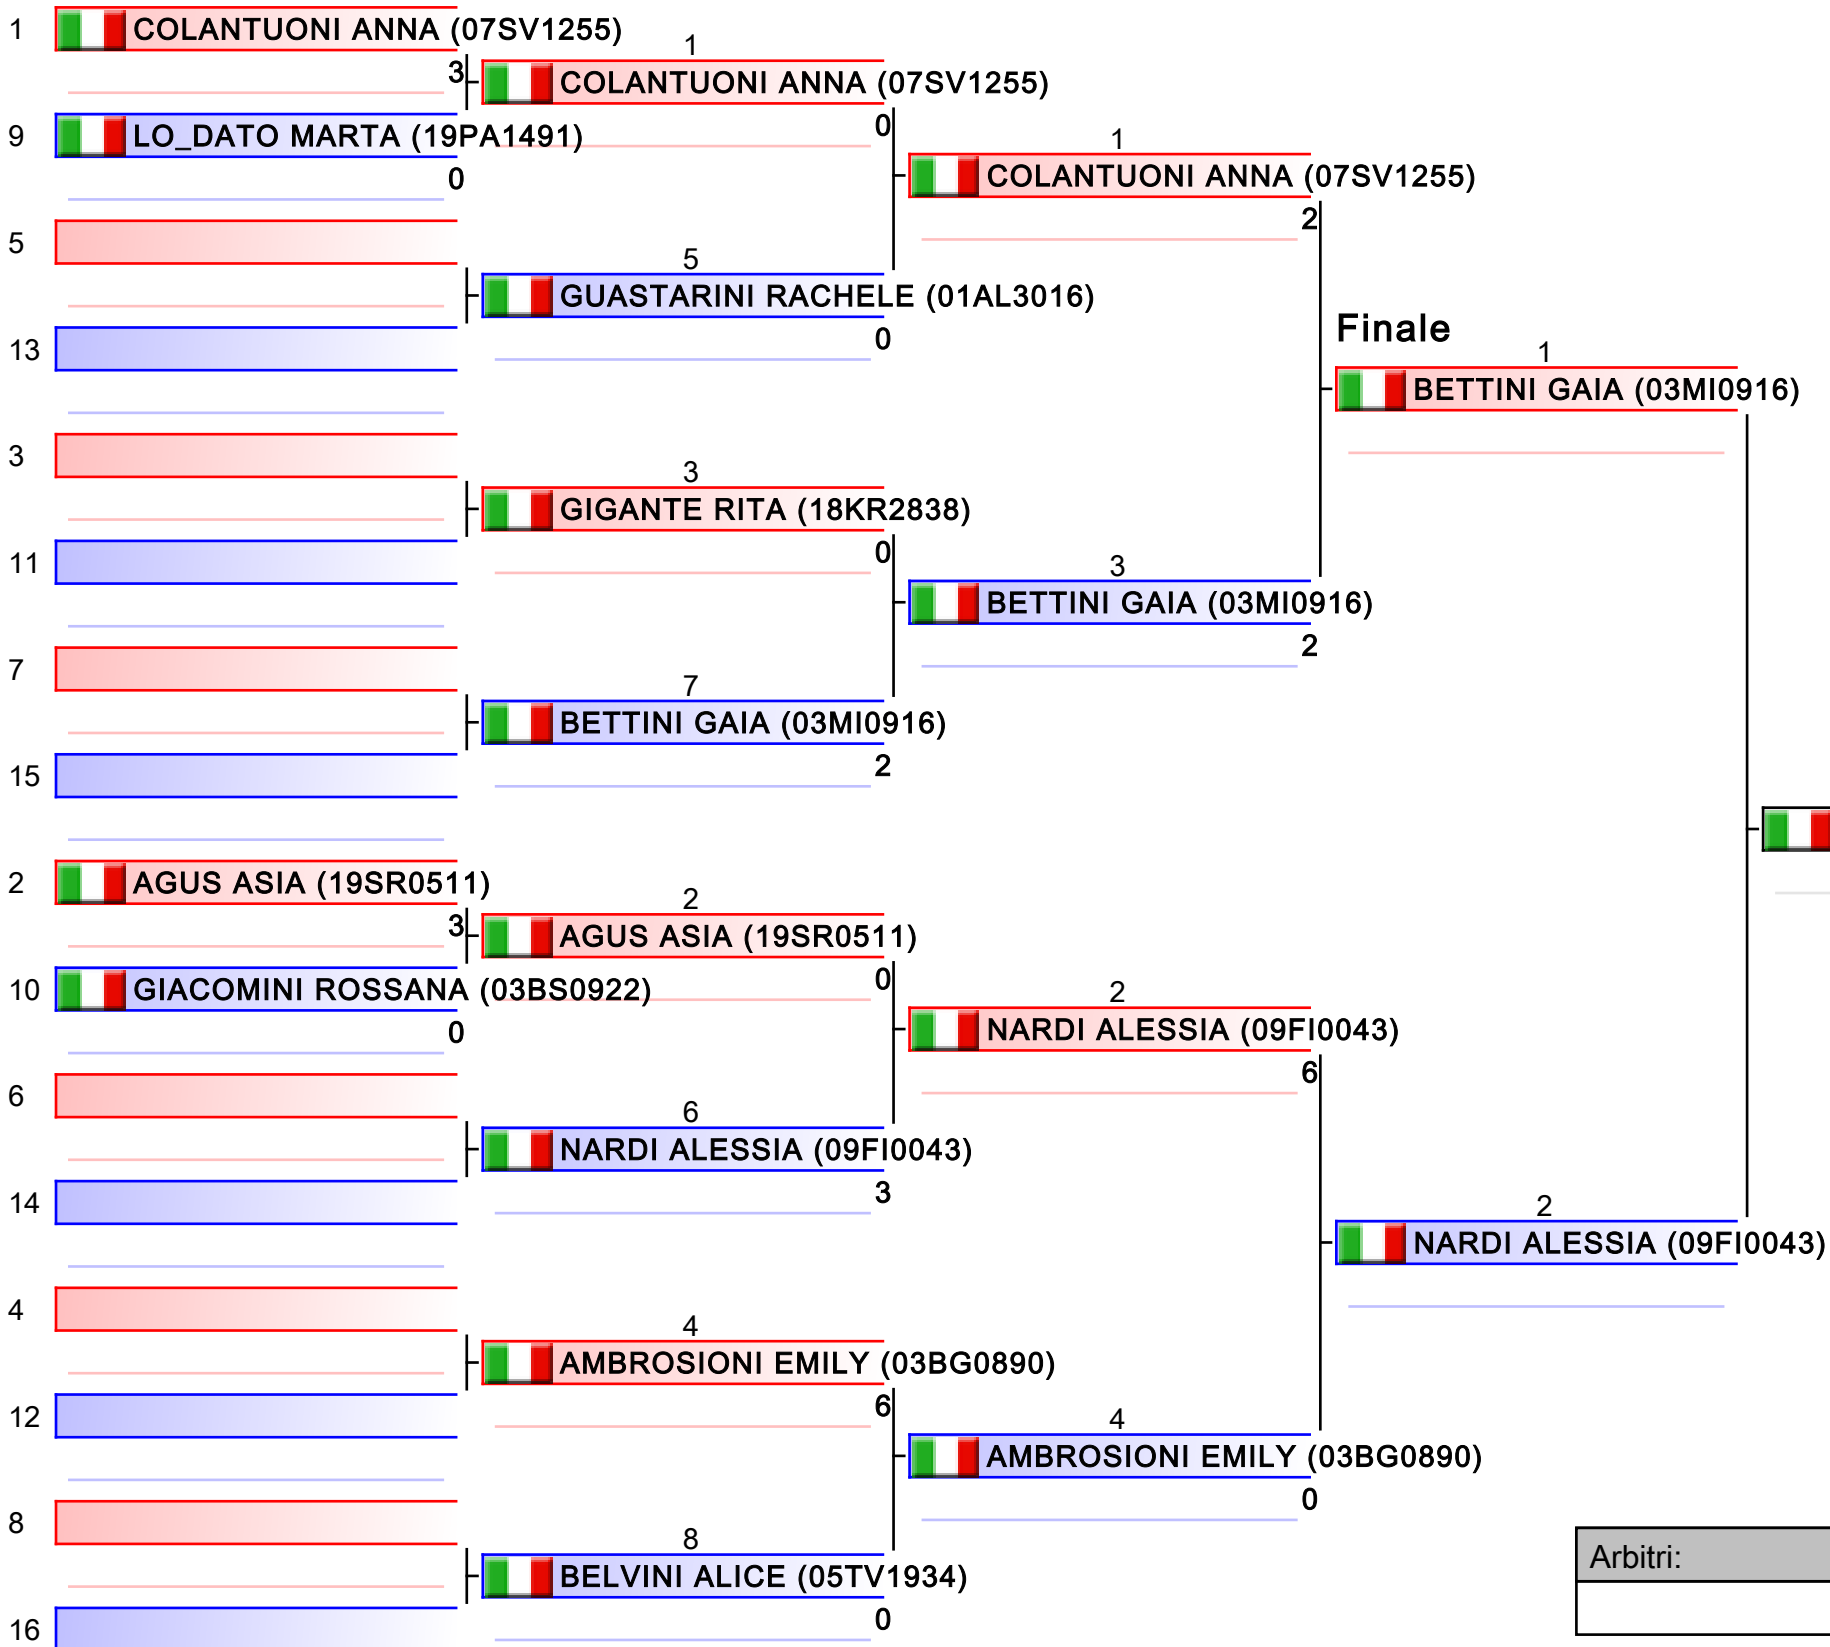 1 COLANTUONI ANNA (07SV1255)
3
9 LO_DATO MARTA (19PA1491)
0
5
13
3
11
7
15
2 AGUS ASIA (19SR0511)
3
10 GIACOMINI ROSSANA (03BS0922)
0
6
14
4
12
8
16
1
COLANTUONI ANNA (07SV1255)
0
5
GUASTARINI RACHELE (01AL3016)
0
3
GIGANTE RITA (18KR2838)
0
7
BETTINI GAIA (03MI0916)
2
2
AGUS ASIA (19SR0511)
0
6
NARDI ALESSIA (09FI0043)
3
4
AMBROSIONI EMILY (03BG0890)
6
8
BELVINI ALICE (05TV1934)
0
1
COLANTUONI ANNA (07SV1255)
2
3
BETTINI GAIA (03MI0916)
2
2
NARDI ALESSIA (09FI0043)
6
4
AMBROSIONI EMILY (03BG0890)
0
Finale
1
BETTINI GAIA (03MI0916)
2
NARDI ALESSIA (09FI0043)
Arbitri: